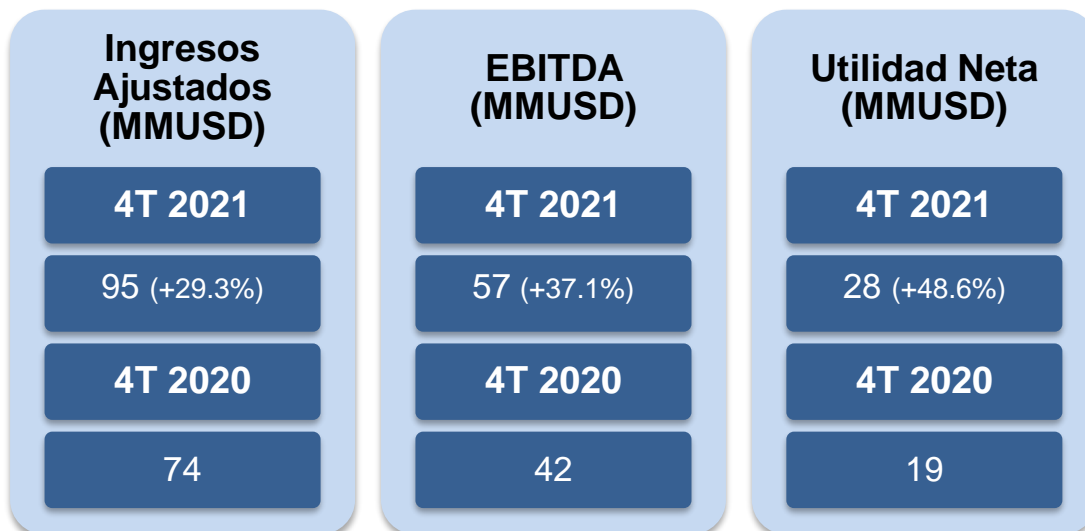 Ingresos
Ajustados
(MMUSD)
4T 2021
95 (+29.3%)
4T 2020
74
EBITDA
(MMUSD)
4T 2021
57 (+37.1%)
4T 2020
42
Utilidad Neta
(MMUSD)
4T 2021
28 (+48.6%)
4T 2020
19